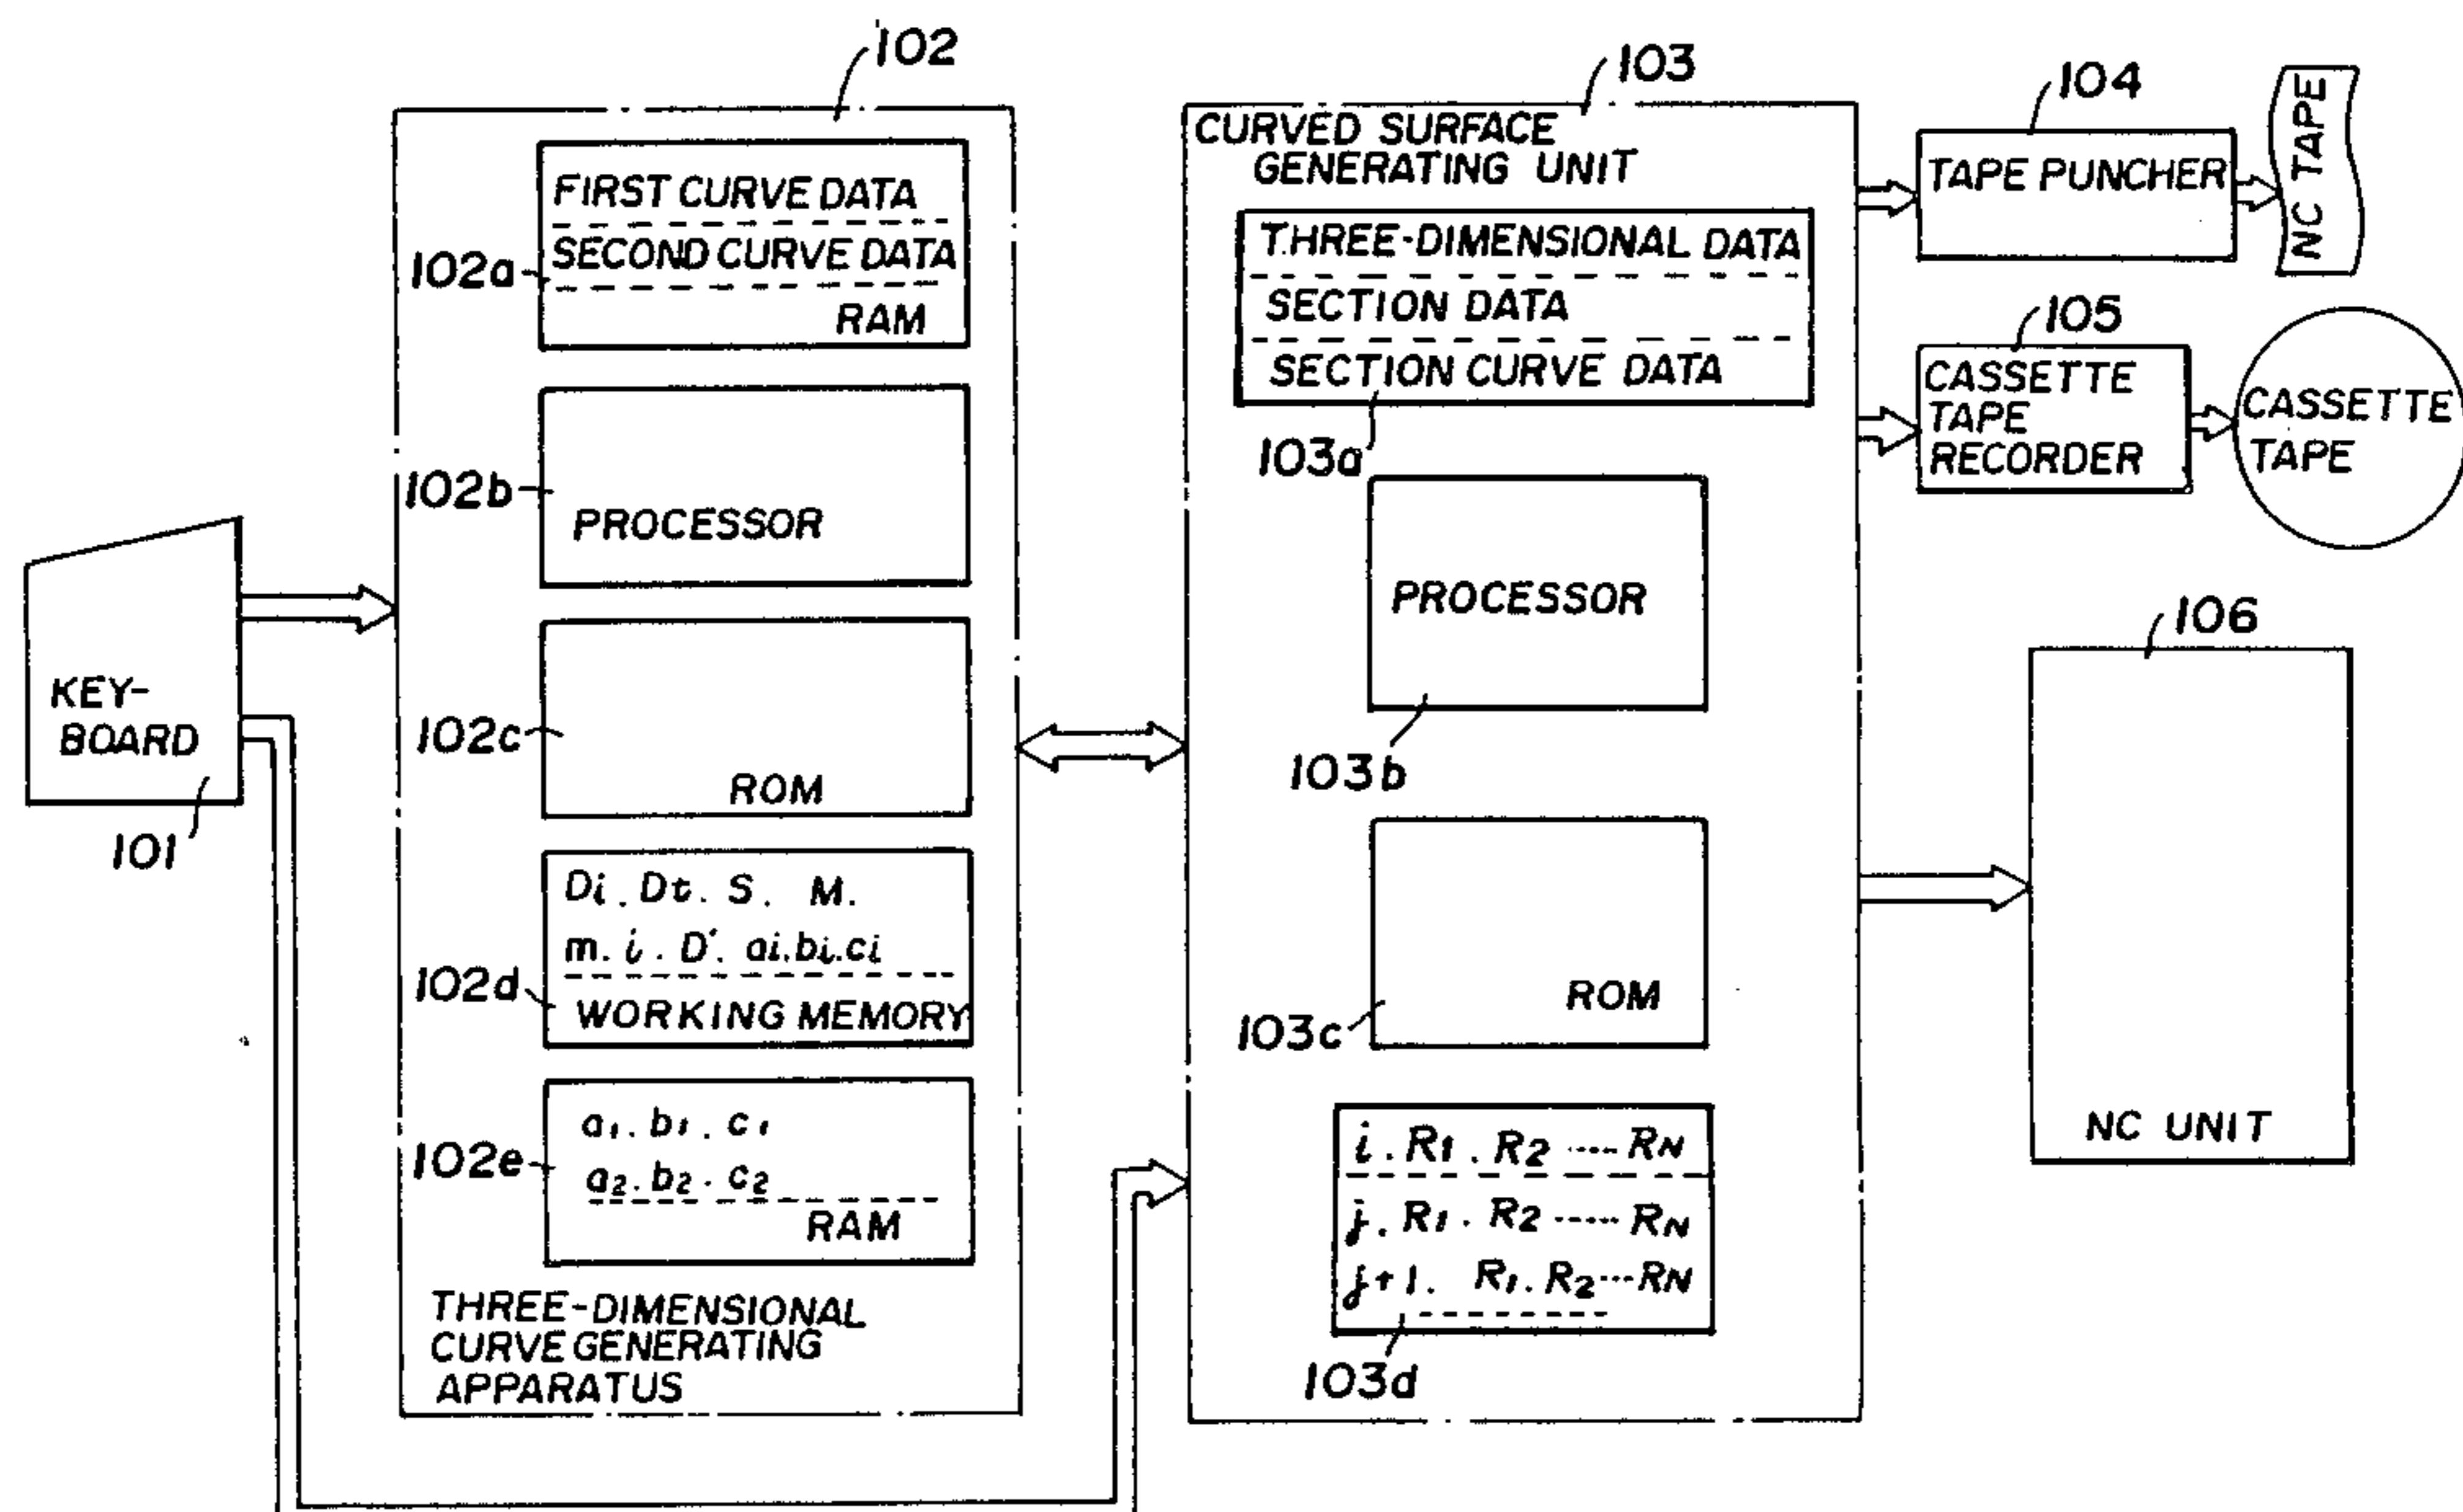 102
FIRST CURVE DATA
SECOND CURVE DATA
RAM
102a
PROCESSOR
102b
ROM
102c
Di. Dt. S. M.
m. i. D'. ai. bi. ci
WORKING MEMORY
102d
a1. b1. c1
a2. b2. c2
RAM
102e
THREE-DIMENSIONAL
CURVE GENERATING
APPARATUS
KEY-
BOARD
101
103
CURVED SURFACE
GENERATING UNIT
THREE-DIMENSIONAL DATA
SECTION DATA
SECTION CURVE DATA
103a
PROCESSOR
103b
ROM
103c
i. R1. R2 ---- RN
j. R1. R2 ----- RN
j+1. R1. R2 --- RN
103d
104
TAPE PUNCHER
NC TAPE
105
CASSETTE
TAPE
RECORDER
CASSETTE
TAPE
106
NC UNIT